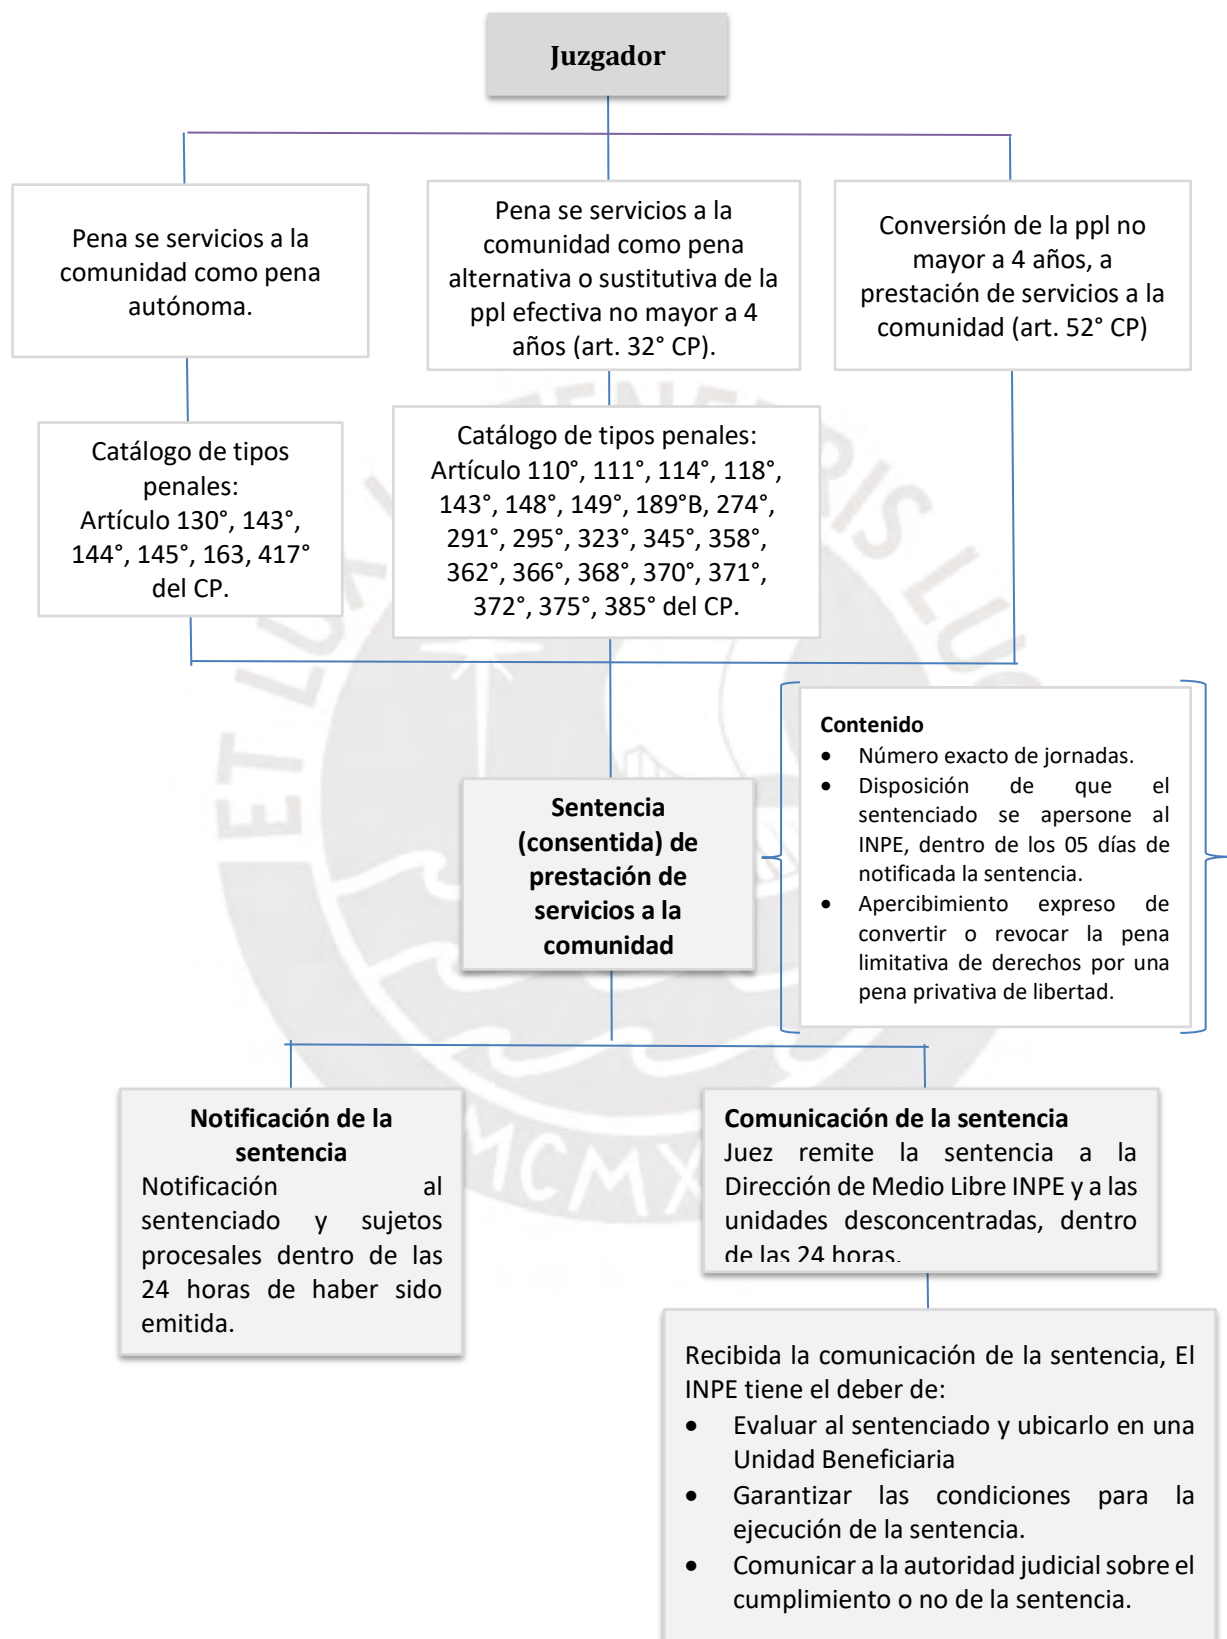 Juzgador
Pena se servicios a la
comunidad como pena
autónoma.
Pena se servicios a la
comunidad como pena
alternativa o sustitutiva de la
ppl efectiva no mayor a 4
años (art. 32° CP).
Conversión de la ppl no
mayor a 4 años, a
prestación de servicios a la
comunidad (art. 52° CP)
Catálogo de tipos
penales:
Artículo 130°, 143°,
144°, 145°, 163, 417°
del CP.
Catálogo de tipos penales:
Artículo 110°, 111°, 114°, 118°,
143°, 148°, 149°, 189°B, 274°,
291°, 295°, 323°, 345°, 358°,
362°, 366°, 368°, 370°, 371°,
372°, 375°, 385° del CP.
Sentencia
(consentida) de
prestación de
servicios a la
comunidad
Contenido
• Número exacto de jornadas.
• Disposición de que el
sentenciado se apersone al
INPE, dentro de los 05 días de
notificada la sentencia.
• Apercibimiento expreso de
convertir o revocar la pena
limitativa de derechos por una
pena privativa de libertad.
Notificación de la
sentencia
Notificación al
sentenciado y sujetos
procesales dentro de las
24 horas de haber sido
emitida.
Comunicación de la sentencia
Juez remite la sentencia a la
Dirección de Medio Libre INPE y a las
unidades desconcentradas, dentro
de las 24 horas.
Recibida la comunicación de la sentencia, El
INPE tiene el deber de:
• Evaluar al sentenciado y ubicarlo en una
Unidad Beneficiaria
• Garantizar las condiciones para la
ejecución de la sentencia.
• Comunicar a la autoridad judicial sobre el
cumplimiento o no de la sentencia.
ET LUX
TENEBRIS
MCMX